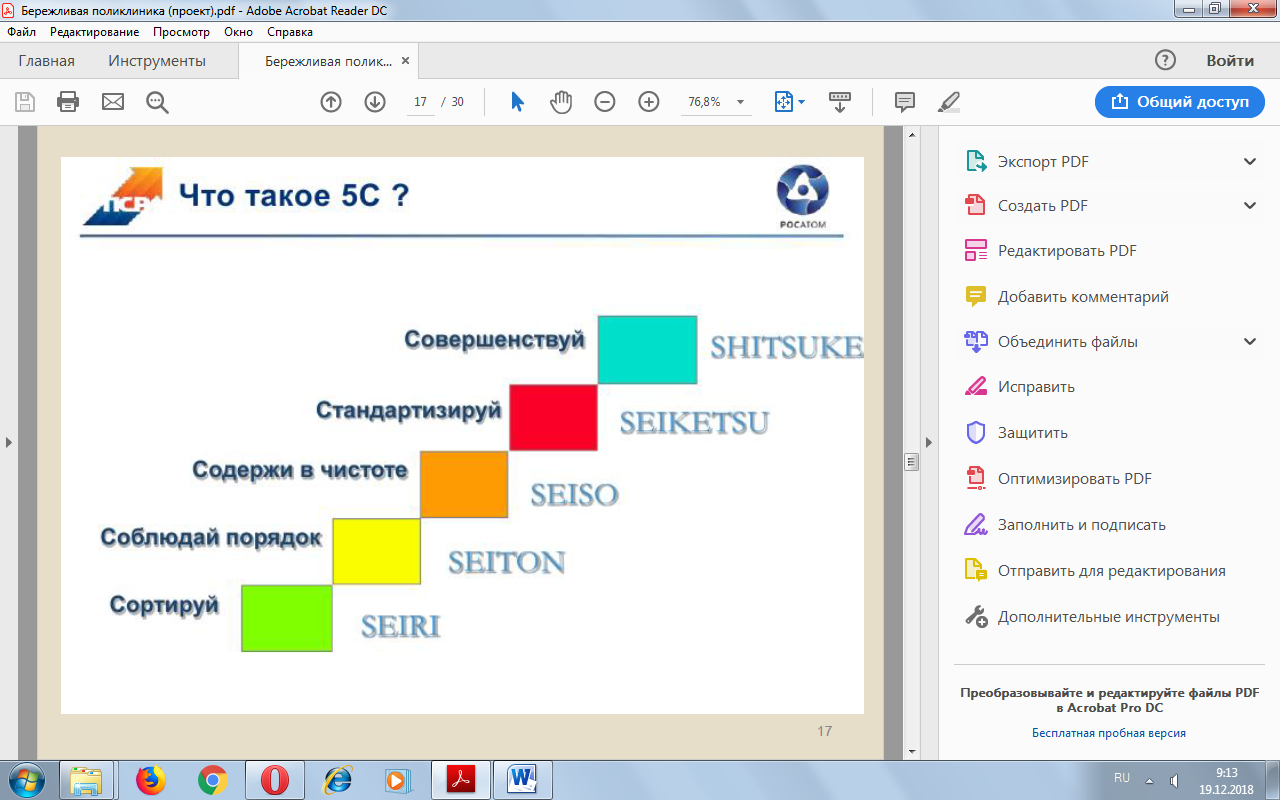 Бережливая поликлиника (проект).pdf - Adobe Acrobat Reader DC
Файл Редактирование Просмотр Окно Справка
Главная Инструменты Бережливая полик... Войти
17 / 30 76,8% Общий доступ
ПСР Что такое 5С ? РОСАТОМ
Совершенствуй SHITSUKE
Стандартизируй SEIKETSU
Содержи в чистоте SEISO
Соблюдай порядок SEITON
Сортируй SEIRI
17
Экспорт PDF
Создать PDF
Редактировать PDF
Добавить комментарий
Объединить файлы
Исправить
Защитить
Оптимизировать PDF
Заполнить и подписать
Отправить для редактирования
Дополнительные инструменты
Преобразовывайте и редактируйте файлы PDF
в Acrobat Pro DC
Бесплатная пробная версия
RU 9:13
19.12.2018